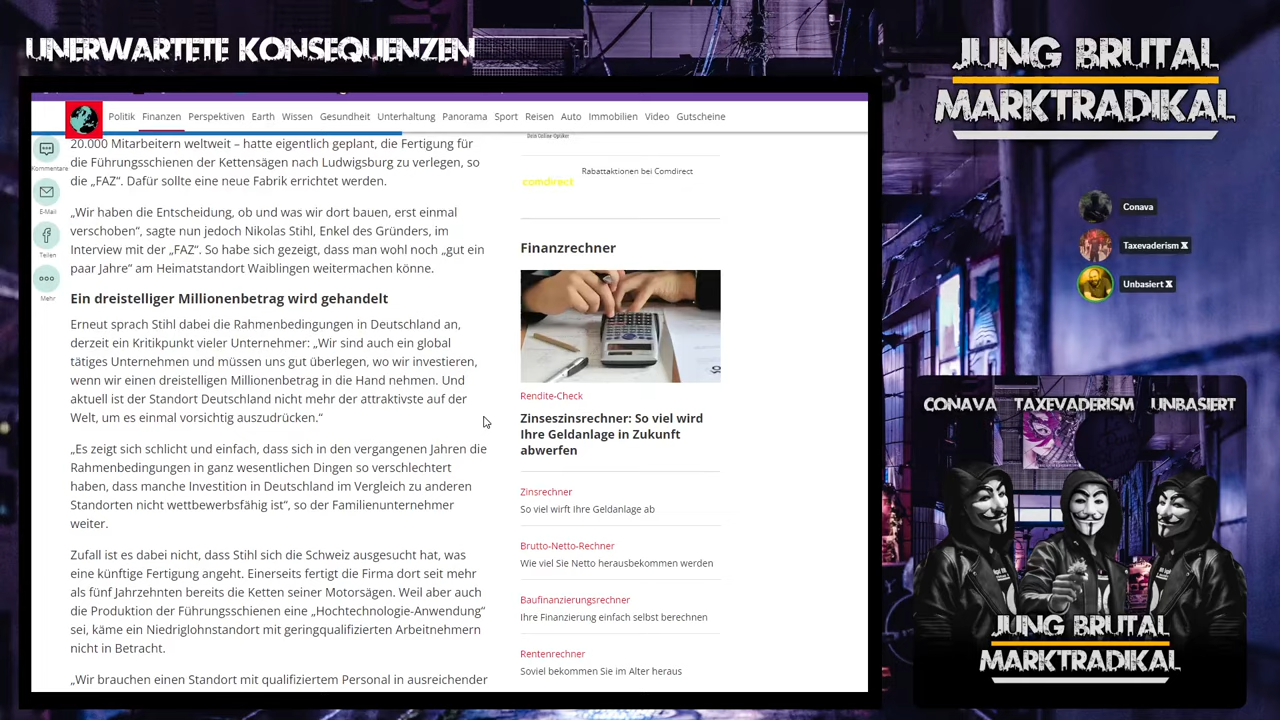 UNERWARTETE KONSEQUENZEN
JUNG BRUTAL
MARKTRADIKAL
Politik Finanzen Perspektiven Earth Wissen Gesundheit Unterhaltung Panorama Sport Reisen Auto Immobilien Video Gutscheine
Kommentare
E-Mail
Teilen
Mehr
20.000 Mitarbeitern weltweit – hatte eigentlich geplant, die Fertigung für
die Führungsschienen der Kettensägen nach Ludwigsburg zu verlegen, so
die „FAZ“. Dafür sollte eine neue Fabrik errichtet werden.
„Wir haben die Entscheidung, ob und was wir dort bauen, erst einmal
verschoben“, sagte nun jedoch Nikolas Stihl, Enkel des Gründers, im
Interview mit der „FAZ“. So habe sich gezeigt, dass man wohl noch „gut ein
paar Jahre“ am Heimatstandort Waiblingen weitermachen könne.
Ein dreistelliger Millionenbetrag wird gehandelt
Erneut sprach Stihl dabei die Rahmenbedingungen in Deutschland an,
derzeit ein Kritikpunkt vieler Unternehmer: „Wir sind auch ein global
tätiges Unternehmen und müssen uns gut überlegen, wo wir investieren,
wenn wir einen dreistelligen Millionenbetrag in die Hand nehmen. Und
aktuell ist der Standort Deutschland nicht mehr der attraktivste auf der
Welt, um es einmal vorsichtig auszudrücken.“
„Es zeigt sich schlicht und einfach, dass sich in den vergangenen Jahren die
Rahmenbedingungen in ganz wesentlichen Dingen so verschlechtert
haben, dass manche Investition in Deutschland im Vergleich zu anderen
Standorten nicht wettbewerbsfähig ist“, so der Familienunternehmer
weiter.
Zufall ist es dabei nicht, dass Stihl sich die Schweiz ausgesucht hat, was
eine künftige Fertigung angeht. Einerseits fertigt die Firma dort seit mehr
als fünf Jahrzehnten bereits die Ketten seiner Motorsägen. Weil aber auch
die Produktion der Führungsschienen eine „Hochtechnologie-Anwendung“
sei, käme ein Niedriglohnstandort mit geringqualifizierten Arbeitnehmern
nicht in Betracht.
„Wir brauchen einen Standort mit qualifiziertem Personal in ausreichender
Dein Online-Optiker
comdirect
Rabattaktionen bei Comdirect
Finanzrechner
Rendite-Check
Zinseszinsrechner: So viel wird
Ihre Geldanlage in Zukunft
abwerfen
Zinsrechner
So viel wirft Ihre Geldanlage ab
Brutto-Netto-Rechner
Wie viel Sie Netto herausbekommen werden
Baufinanzierungsrechner
Ihre Finanzierung einfach selbst berechnen
Rentenrechner
Soviel bekommen Sie im Alter heraus
Conava
Taxevaderism X
Unbasiert X
CONAVA TAXEVADERISM UNBASIERT
JUNG BRUTAL
MARKTRADIKAL